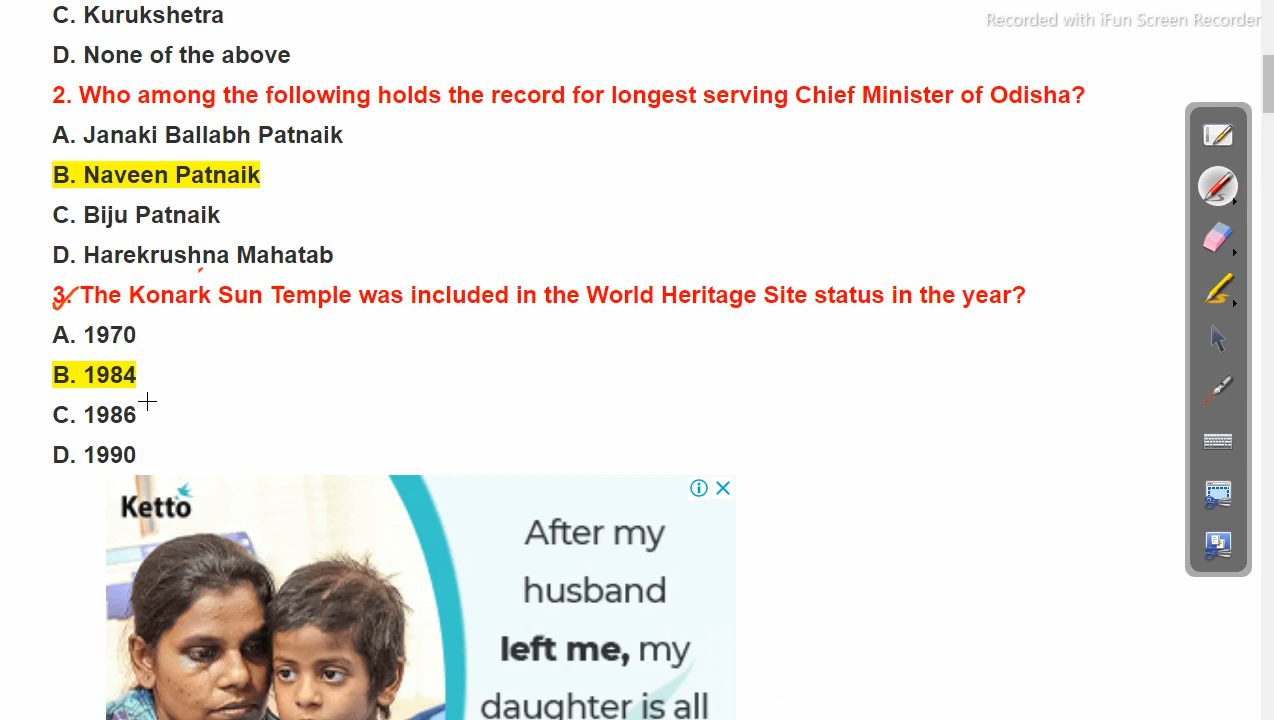 C. Kurukshetra
Recorded with iFun Screen Recorder
D. None of the above
2. Who among the following holds the record for longest serving Chief Minister of Odisha?
A. Janaki Ballabh Patnaik
B. Naveen Patnaik
C. Biju Patnaik
D. Harekrushna Mahatab
3. The Konark Sun Temple was included in the World Heritage Site status in the year?
A. 1970
B. 1984
C. 1986
D. 1990
Ketto
After my
husband
left me, my
daughter is all